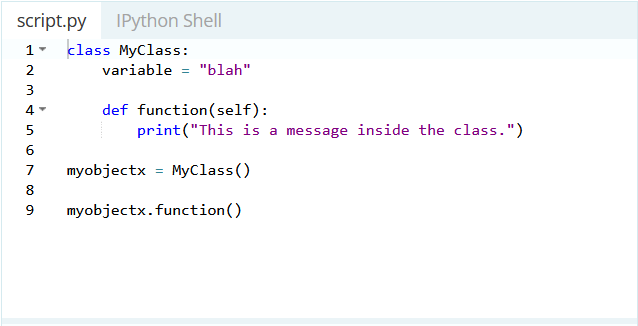 script.py IPython Shell
1 class MyClass:
2     variable = "blah"
3
4     def function(self):
5         print("This is a message inside the class.")
6
7 myobjectx = MyClass()
8
9 myobjectx.function()